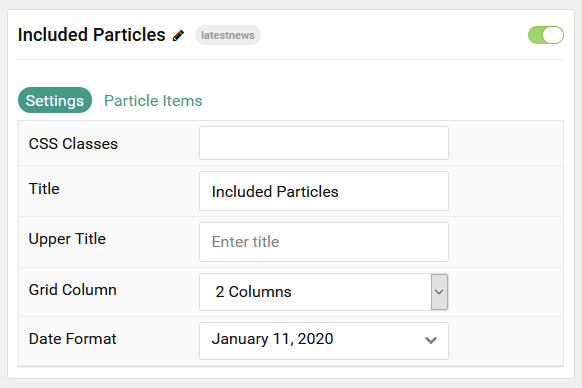 Included Particles latestnews
Settings Particle Items
CSS Classes
Title Included Particles
Upper Title Enter title
Grid Column 2 Columns
Date Format January 11, 2020